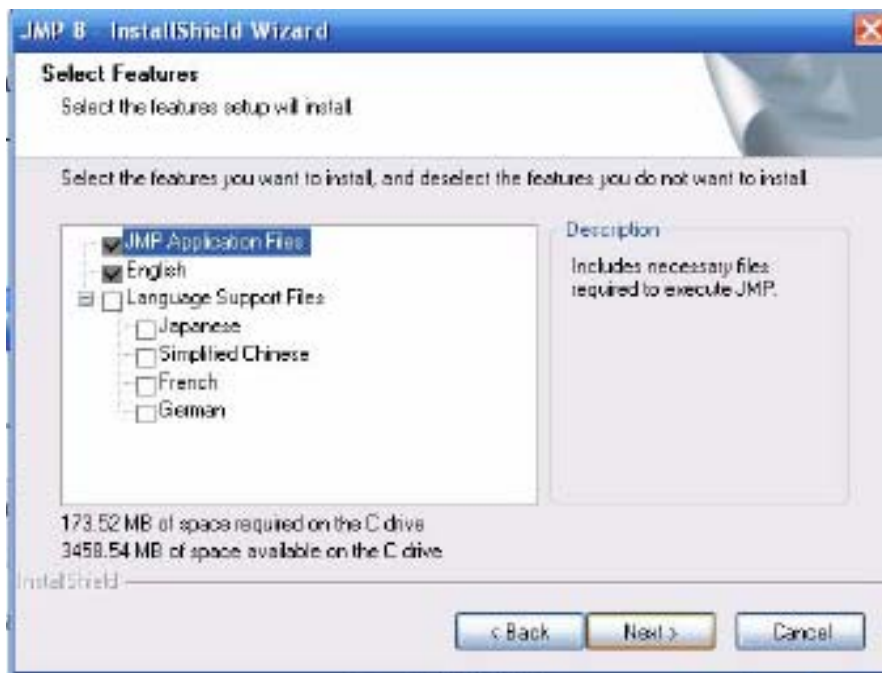 JMP 8 - InstallShield Wizard
Select Features
Select the features setup will install
Select the features you want to install, and deselect the features you do not want to install.
JMP Application Files
English
Language Support Files
Japanese
Simplified Chinese
French
German
Description
Includes necessary files
required to execute JMP.
173.52 MB of space required on the C drive
3458.54 MB of space available on the C drive
InstallShield
< Back
Next >
Cancel